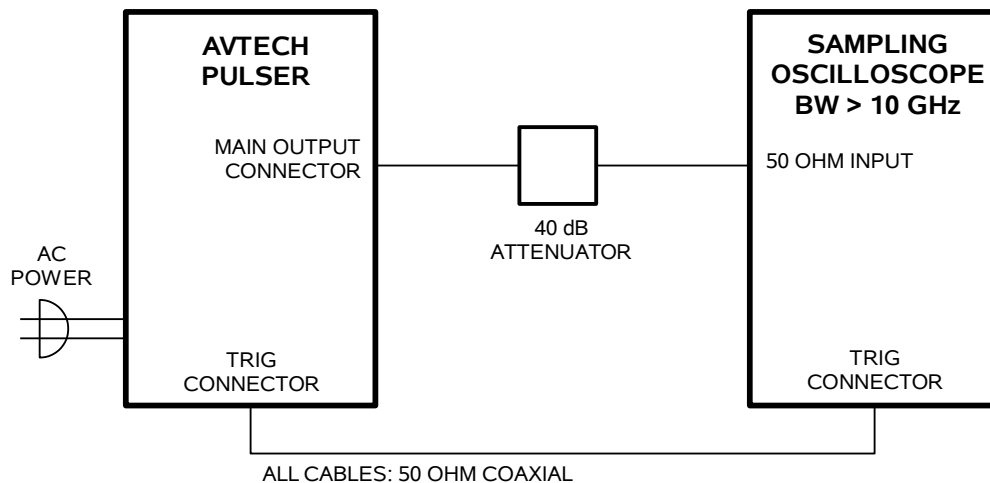 AVTECH
PULSER
MAIN OUTPUT
CONNECTOR
AC
POWER
TRIG
CONNECTOR
40 dB
ATTENUATOR
SAMPLING
OSCILLOSCOPE
BW > 10 GHz
50 OHM INPUT
TRIG
CONNECTOR
ALL CABLES: 50 OHM COAXIAL